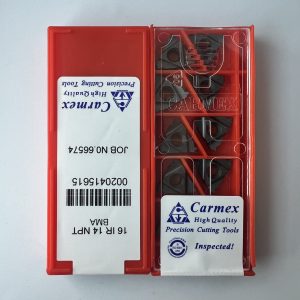 Carmex
High Quality
Precision Cutting Tools
JOB NO.66574
0020415615
16 IR 14 NPT
BMA
CARMEX
Carmex
High Quality
Precision Cutting Tools
Inspected!